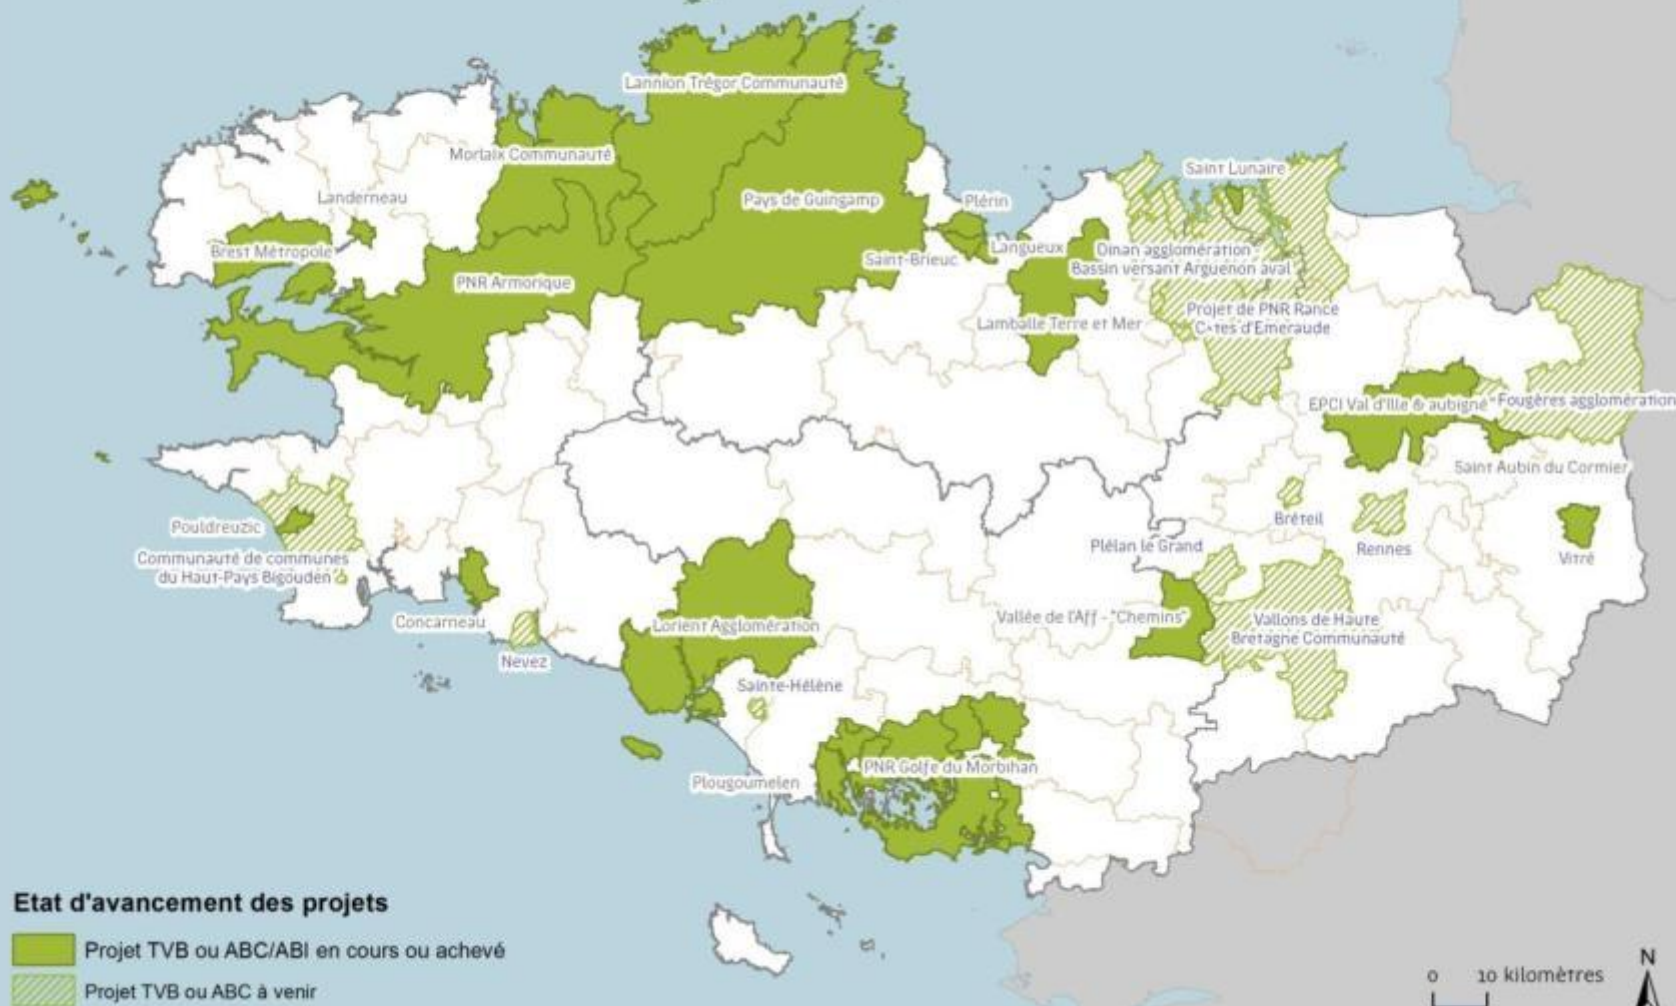 Lannion Trégor Communauté
Morlaix Communauté
Saint Lunaire
Landerneau
Pays de Guingamp
Plérin
Brest Métropole
Langueux
Dinan agglomération -
Bassin versant Arguenon aval
Saint-Brieuc
PNR Armorique
Projet de PNR Rance
Côtes d'Emeraude
Lamballe Terre et Mer
EPCI Val d'Ille & aubigné
Fougères agglomération
Saint Aubin du Cormier
Pouldreuzic
Bréteil
Rennes
Plélan le Grand
Vitré
Communauté de communes
du Haut-Pays Bigouden
Concarneau
Vallée de l'Aff - "Chemins"
Lorient Agglomération
Vallons de Haute
Bretagne Communauté
Nevez
Sainte-Hélène
PNR Golfe du Morbihan
Plougoumelen
Etat d'avancement des projets
Projet TVB ou ABC/ABI en cours ou achevé
Projet TVB ou ABC à venir
N
0 10 kilomètres